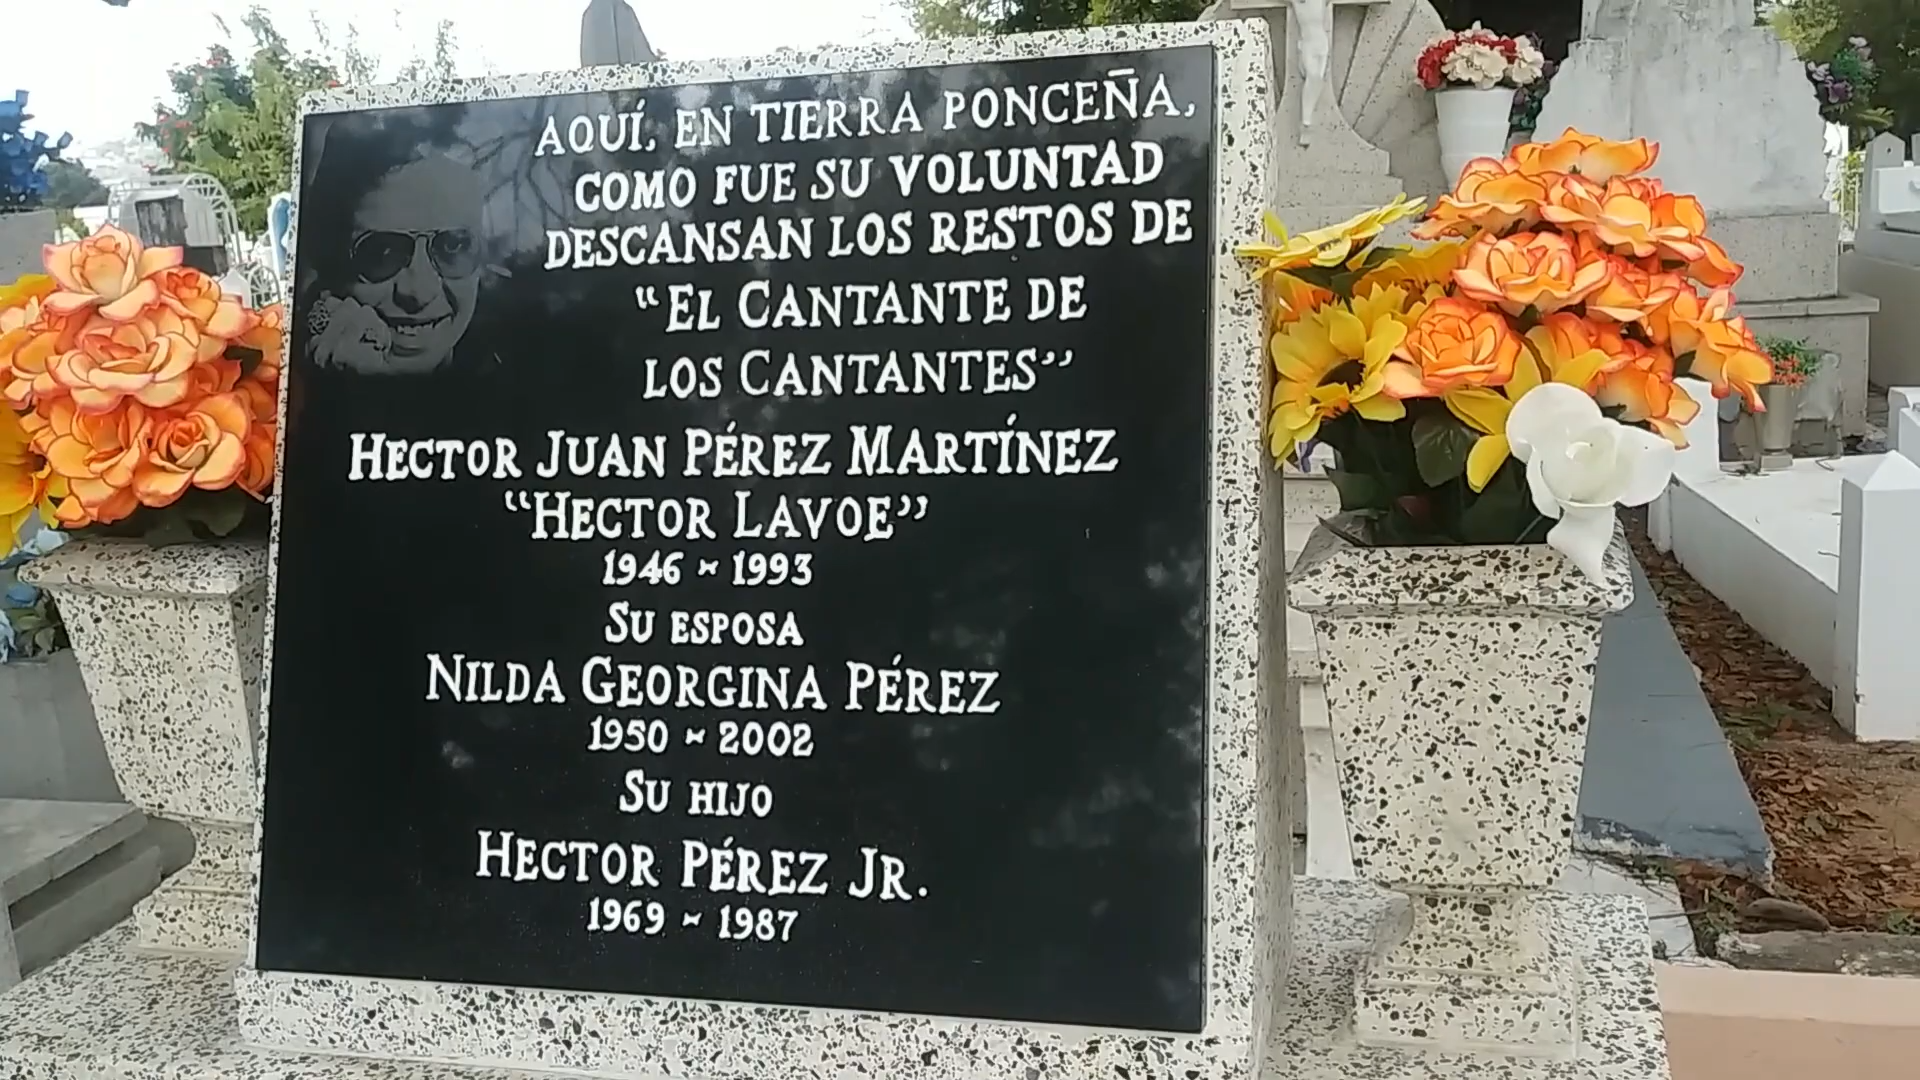 AQUÍ, EN TIERRA PONCEÑA,
COMO FUE SU VOLUNTAD
DESCANSAN LOS RESTOS DE
“EL CANTANTE DE
LOS CANTANTES”
HECTOR JUAN PÉREZ MARTÍNEZ
“HECTOR LAVOE”
1946 ~ 1993
SU ESPOSA
NILDA GEORGINA PÉREZ
1950 ~ 2002
SU HIJO
HECTOR PÉREZ JR.
1969 ~ 1987